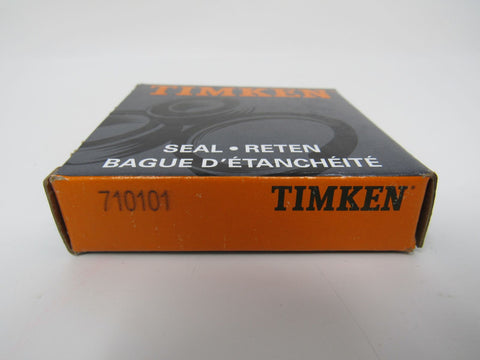 TIMKEN
SEAL • RETEN
BAGUE D'ÉTANCHÉITÉ
710101 TIMKEN